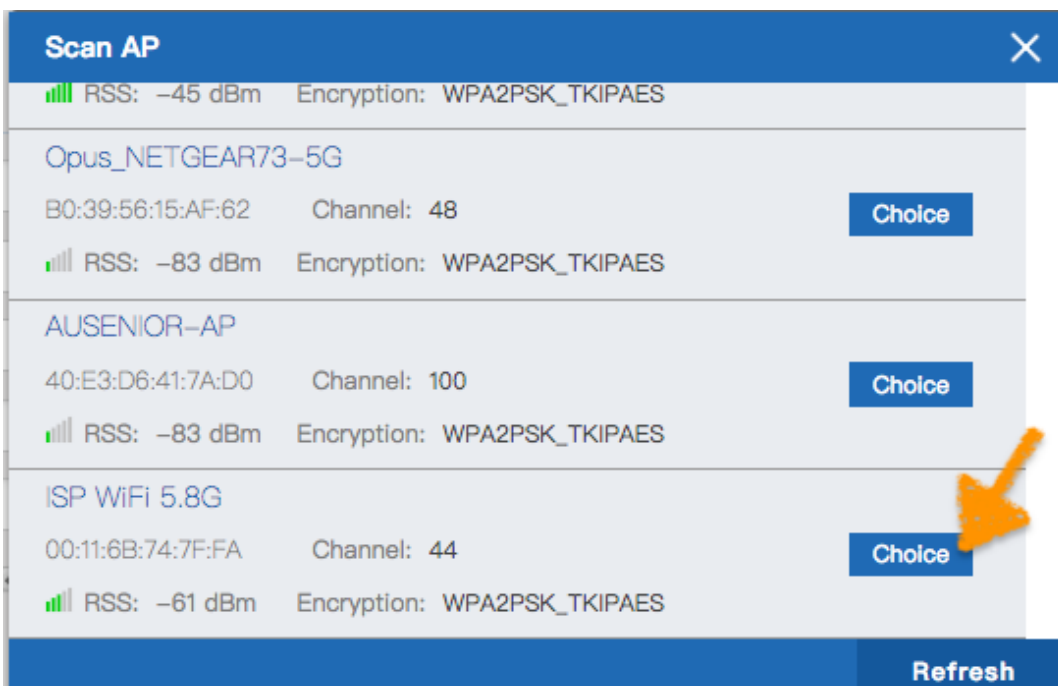 Scan AP
RSS: -45 dBm Encryption: WPA2PSK_TKIPAES
Opus_NETGEAR73-5G
B0:39:56:15:AF:62 Channel: 48
Choice
RSS: -83 dBm Encryption: WPA2PSK_TKIPAES
AUSENIOR-AP
40:E3:D6:41:7A:D0 Channel: 100
Choice
RSS: -83 dBm Encryption: WPA2PSK_TKIPAES
ISP WiFi 5.8G
00:11:6B:74:7F:FA Channel: 44
Choice
RSS: -61 dBm Encryption: WPA2PSK_TKIPAES
Refresh